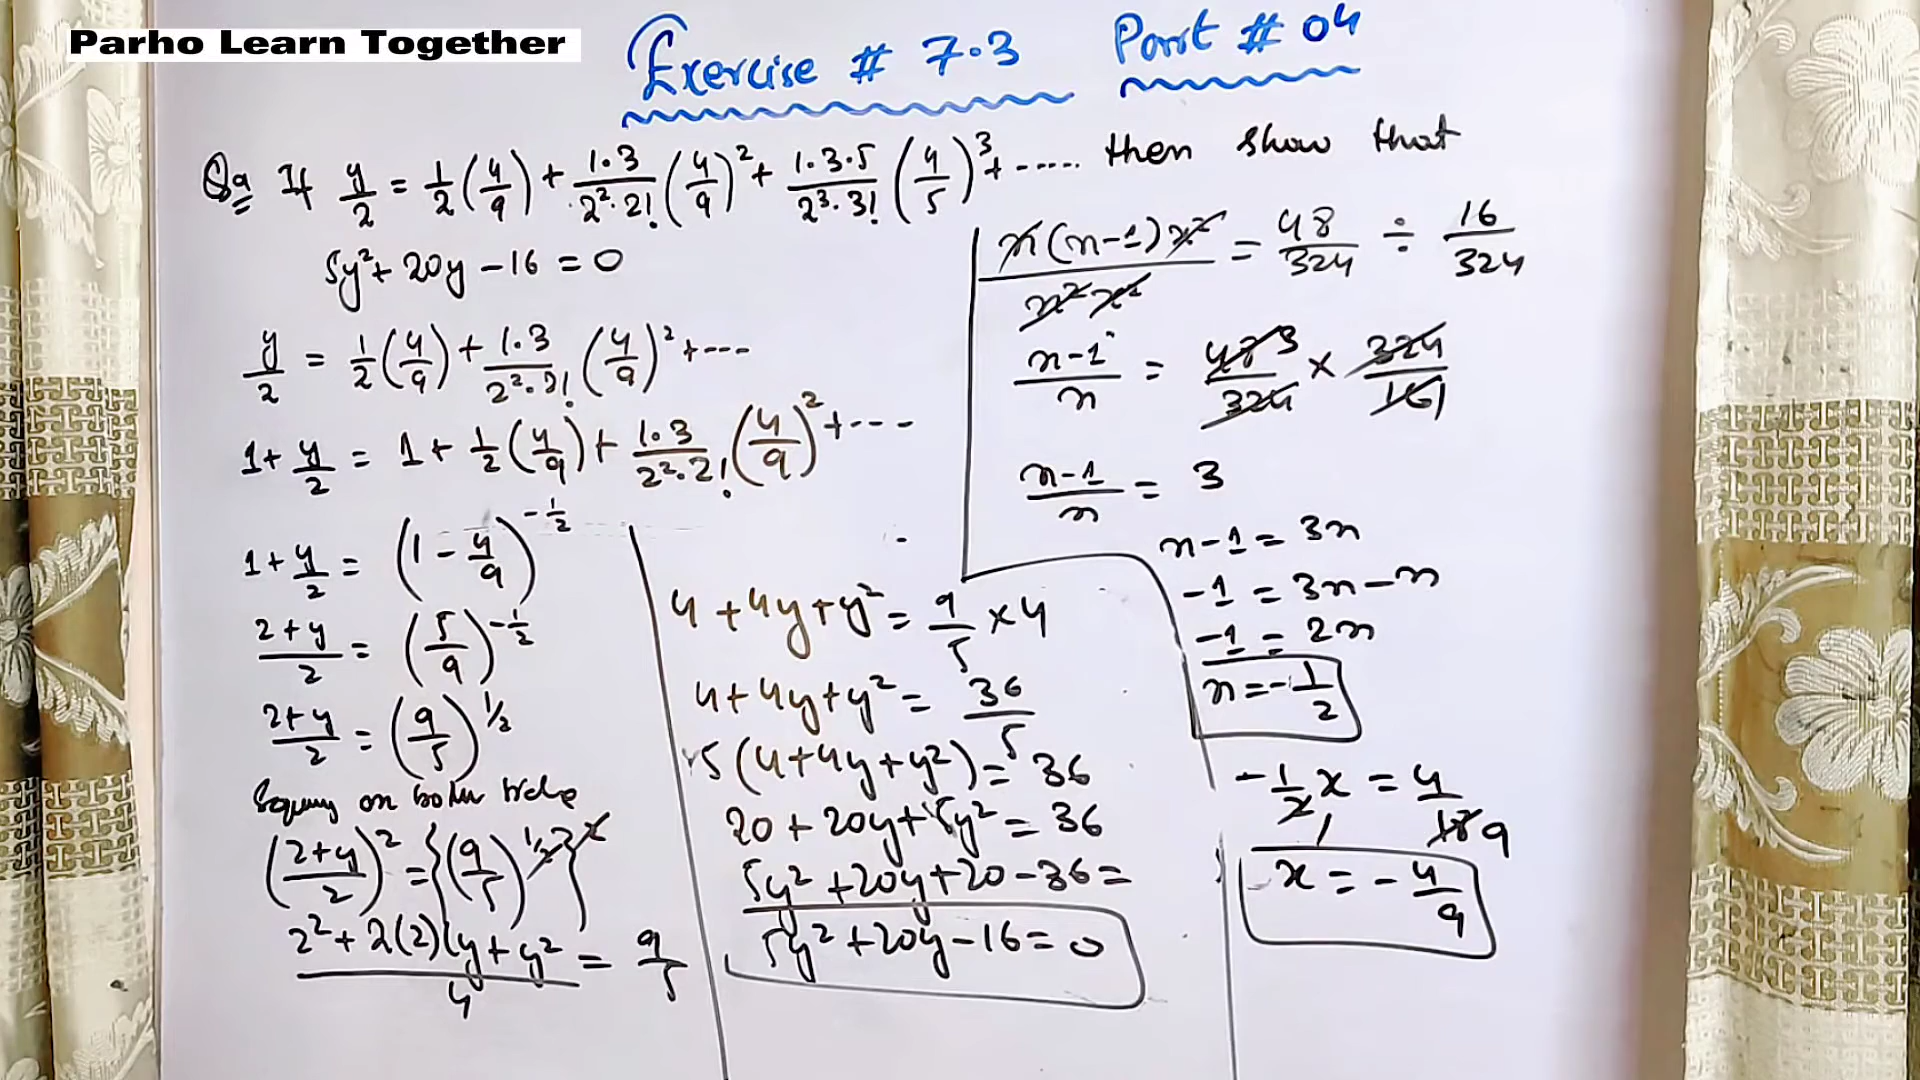 Parho Learn Together
Exercise # 7.3 Part # 04
Q9 If y/2 = 1/2 (4/9) + 1·3/2²·2! (4/9)² + 1·3·5/2³·3! (4/5)³ + ..... then show that
5y² + 20y - 16 = 0
y/2 = 1/2 (4/9) + 1·3/2²·2! (4/9)² + ---
1 + y/2 = 1 + 1/2 (4/9) + 1·3/2²·2! (4/9)² + ---
1 + y/2 = (1 - 4/9)^-1/2
2+y/2 = (5/9)^-1/2
2+y/2 = (9/5)^1/2
on both
(2+y/2)² = {(9/5)^1/2}²
2² + 2(2)(y + y²/4 = 9/5
4 + 4y + y² = 9/5 × 4
4 + 4y + y² = 36/5
5(4 + 4y + y²) = 36
20 + 20y + 5y² = 36
5y² + 20y + 20 - 36 =
5y² + 20y - 16 = 0
n(n-1)x²/n²x² = 48/324 ÷ 16/324
n-1/n = 48 3/324 × 324/16 1
n-1/n = 3
n - 1 = 3n
-1 = 3n - n
-1 = 2n
n = -1/2
-1/2 x = 4/18 9
1
x = -4/9